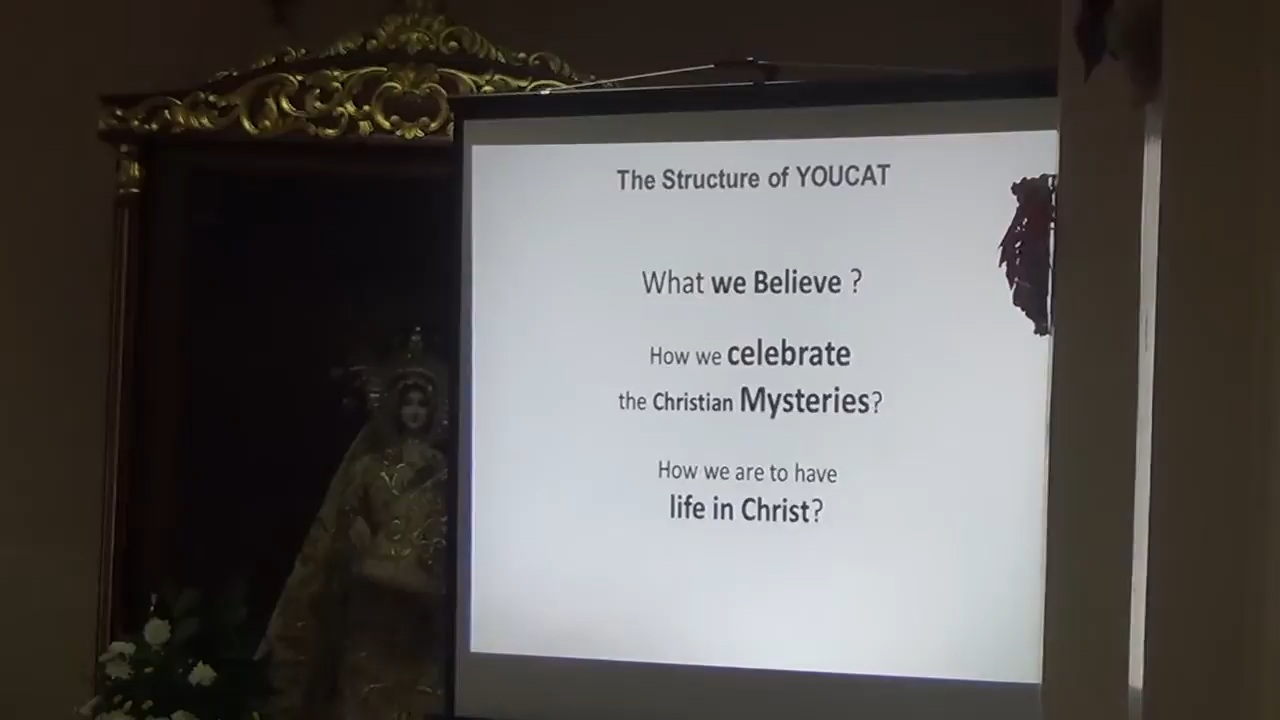 The Structure of YOUCAT
What we Believe ?
How we celebrate
the Christian Mysteries?
How we are to have
life in Christ?